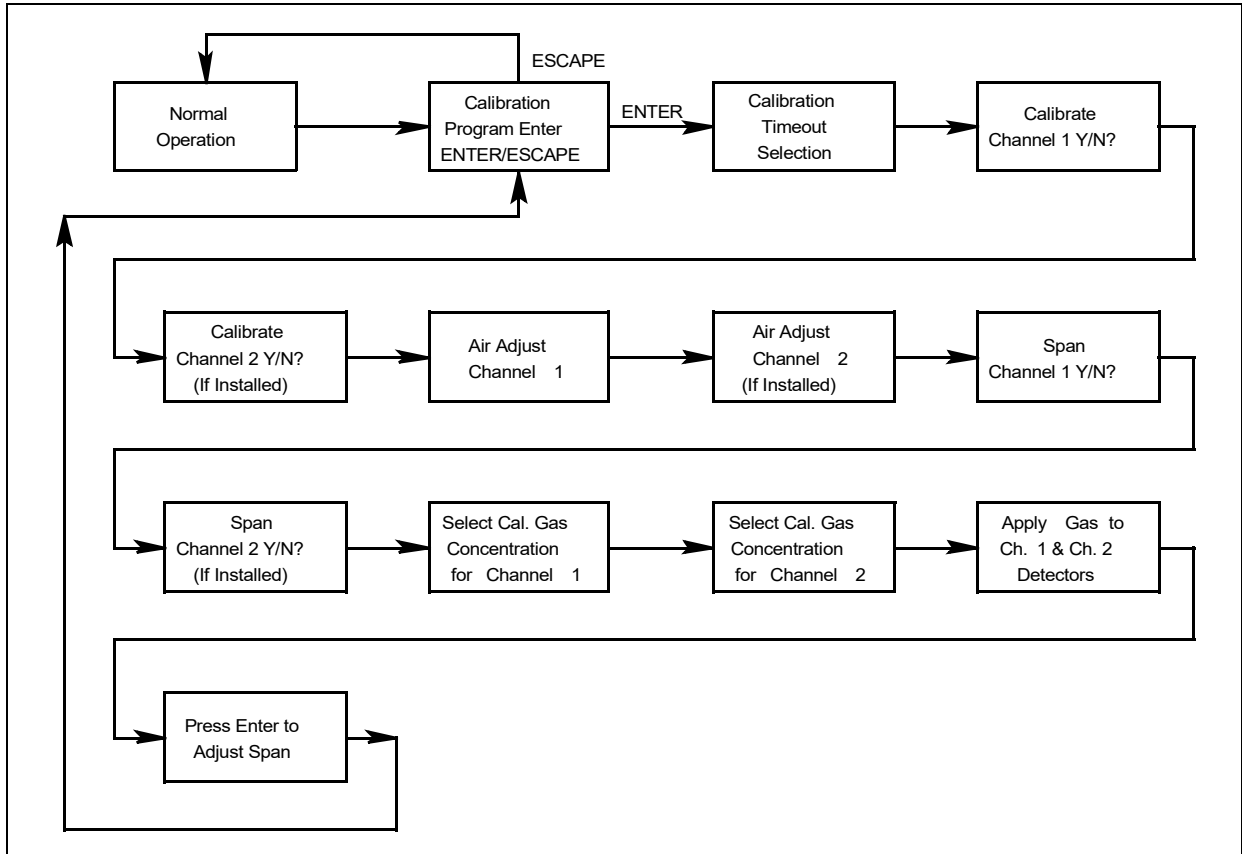 ESCAPE
Normal
Operation
Calibration
Program Enter
ENTER/ESCAPE
ENTER
Calibration
Timeout
Selection
Calibrate
Channel 1 Y/N?
Calibrate
Channel 2 Y/N?
(If Installed)
Air Adjust
Channel 1
Air Adjust
Channel 2
(If Installed)
Span
Channel 1 Y/N?
Span
Channel 2 Y/N?
(If Installed)
Select Cal. Gas
Concentration
for Channel 1
Select Cal. Gas
Concentration
for Channel 2
Apply Gas to
Ch. 1 & Ch. 2
Detectors
Press Enter to
Adjust Span